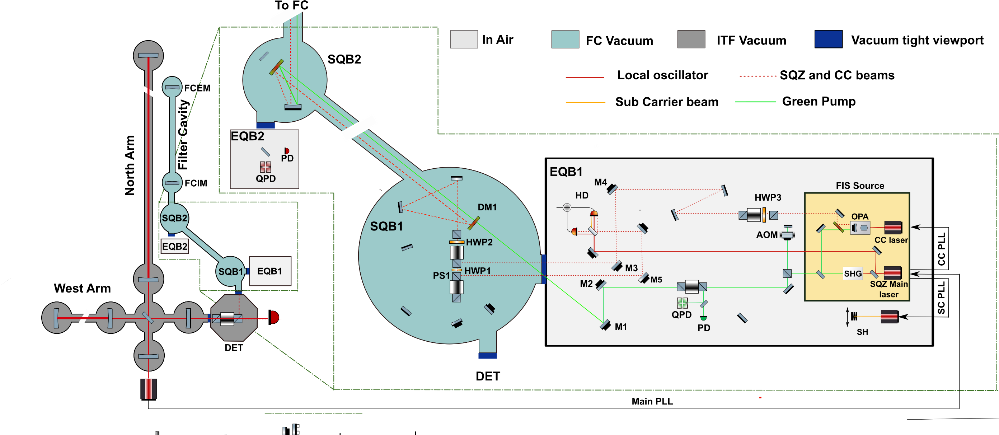 To FC
In Air
FC Vacuum
ITF Vacuum
Vacuum tight viewport
SQB2
Local oscillator
SQZ and CC beams
Sub Carrier beam
Green Pump
FCEM
Filter Cavity
North Arm
FCIM
EQB2
PD
QPD
SQB2
EQB2
SQB1
EQB1
West Arm
DET
EQB1
M4
HD
FIS Source
HWP3
OPA
AOM
CC laser
CC PLL
DM1
SQB1
HWP2
HWP1
PS1
M3
M5
M2
SHG
SQZ Main
laser
SC PLL
QPD
PD
M1
SH
DET
Main PLL